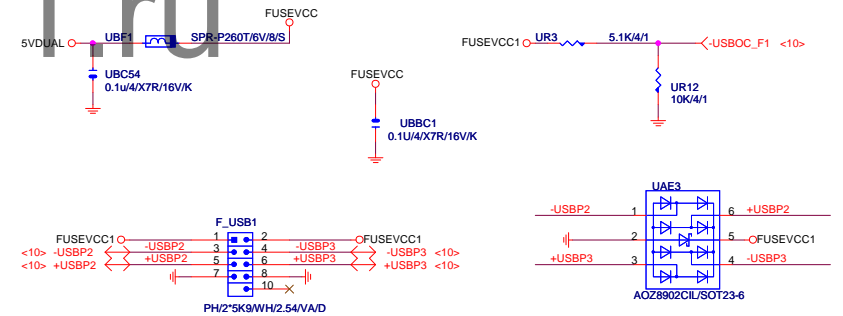 FUSEVCC
5VDUAL UBF1 SPR-P260T/6V/8/S
UBC54
0.1u/4/X7R/16V/K
FUSEVCC
UBBC1
0.1U/4/X7R/16V/K
FUSEVCC1 UR3 5.1K/4/1 -USBOC_F1 <10>
UR12
10K/4/1
F_USB1
FUSEVCC1 1 2 FUSEVCC1
<10> -USBP2 -USBP2 3 4 -USBP3 -USBP3 <10>
<10> +USBP2 +USBP2 5 6 +USBP3 +USBP3 <10>
7 8
10
PH/2*5K9/WH/2.54/VA/D
UAE3
-USBP2 1 6 +USBP2
2 5 FUSEVCC1
+USBP3 3 4 -USBP3
AOZ8902CIL/SOT23-6